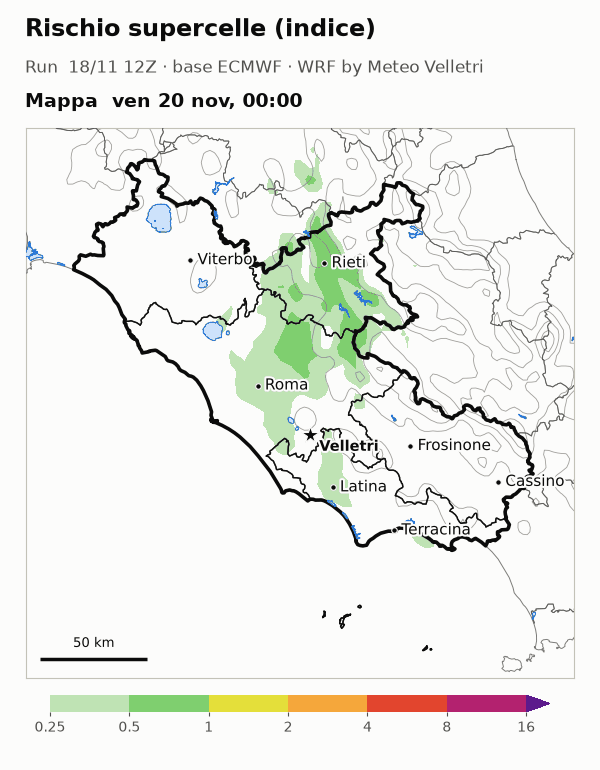 Rischio supercelle (indice)
Run  18/11 12Z · base ECMWF · WRF by Meteo Velletri
Mappa  ven 20 nov, 00:00
Viterbo
Rieti
Roma
Velletri
Frosinone
Latina
Cassino
Terracina
50 km
0.25 0.5 1 2 4 8 16